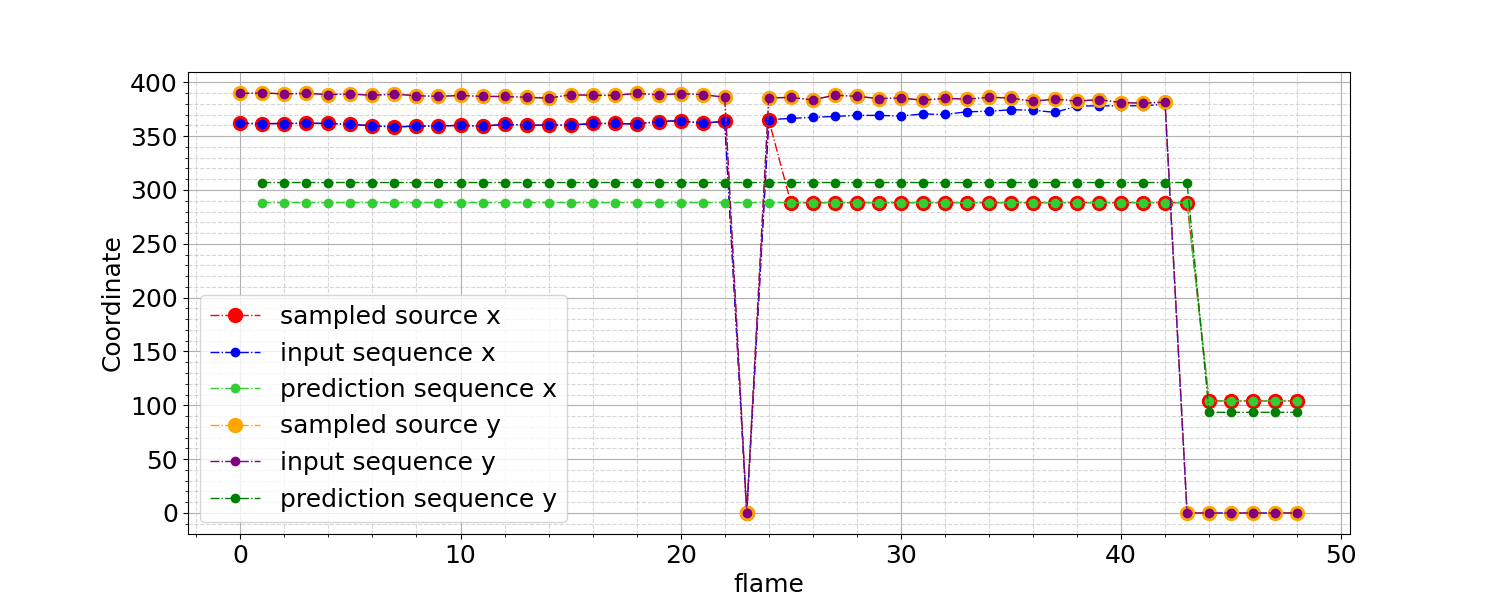 400
350
300
250
200
150
100
50
0
Coordinate
sampled source x
input sequence x
prediction sequence x
sampled source y
input sequence y
prediction sequence y
0 10 20 30 40 50
flame